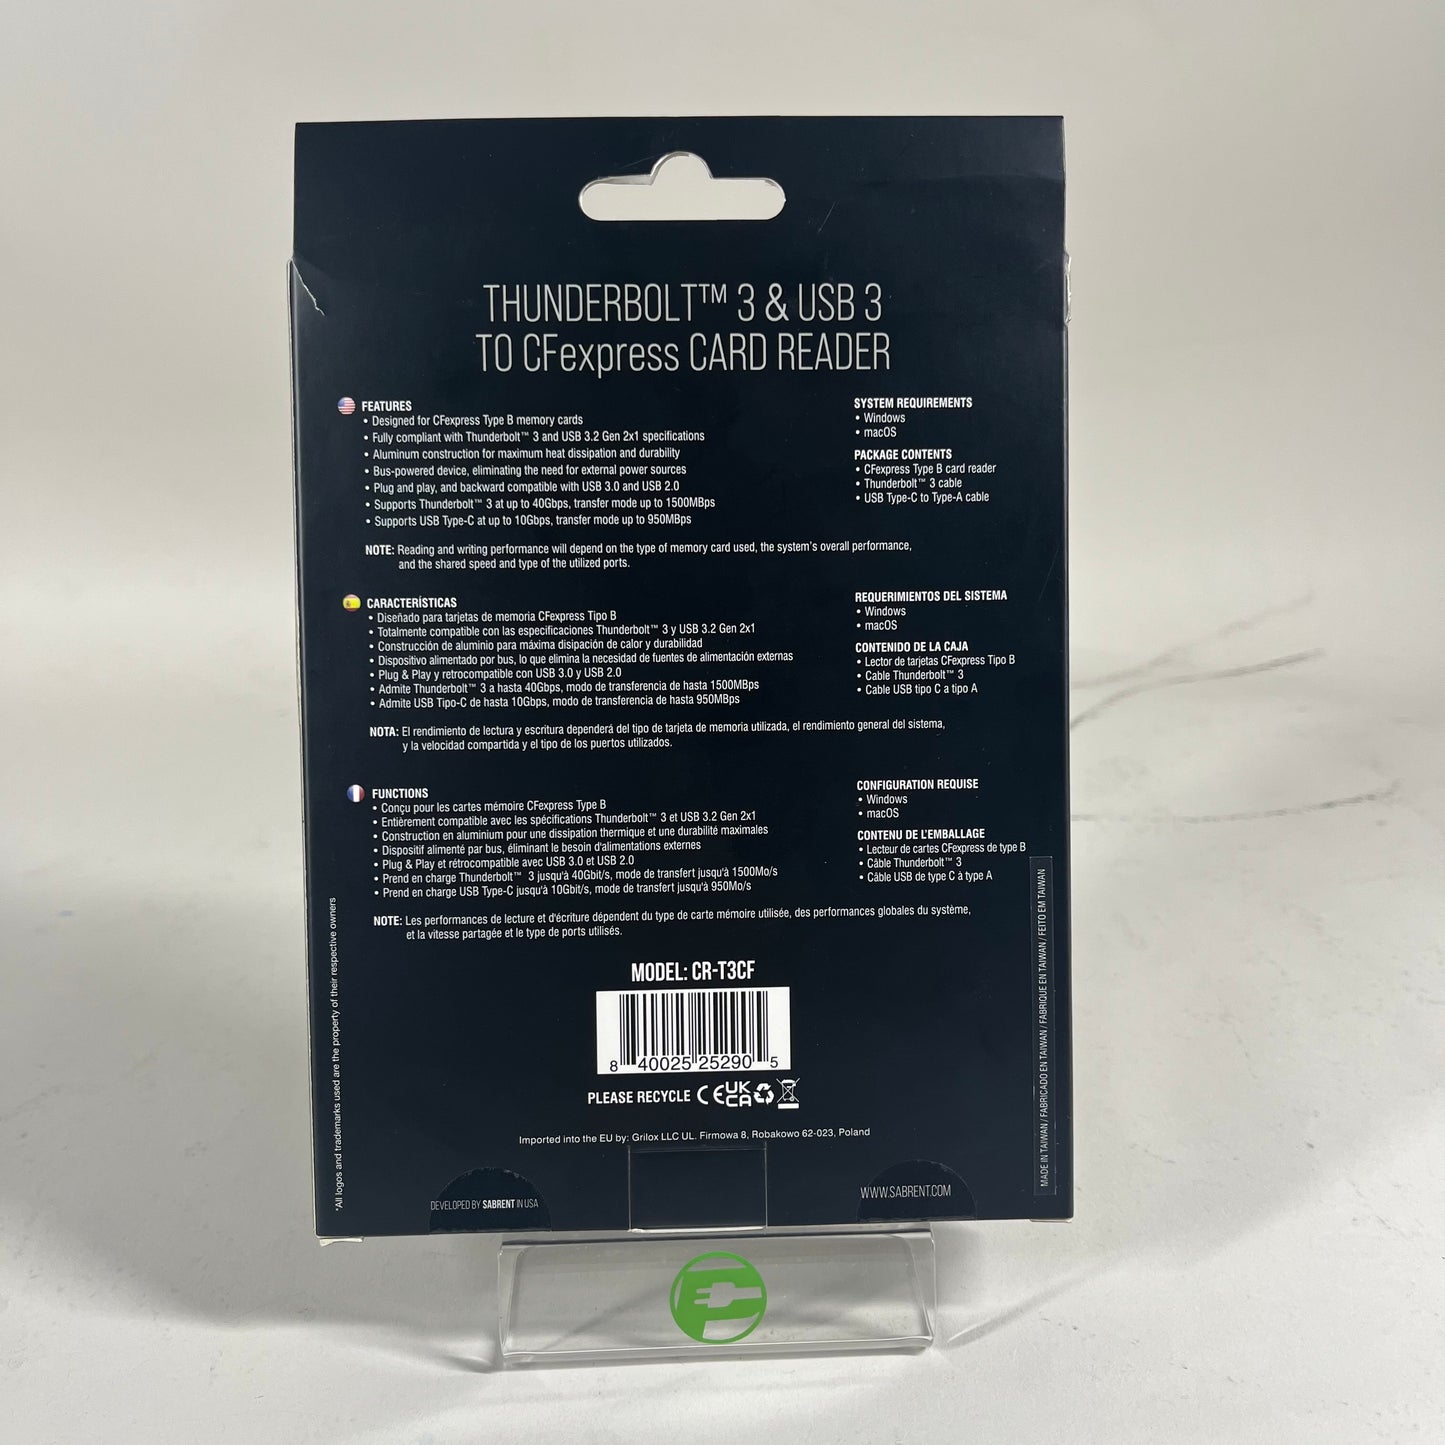 THUNDERBOLT™ 3 & USB 3
TO CFexpress CARD READER
FEATURES
• Designed for CFexpress Type B memory cards
• Fully compliant with Thunderbolt™ 3 and USB 3.2 Gen 2x1 specifications
• Aluminum construction for maximum heat dissipation and durability
• Bus-powered device, eliminating the need for external power sources
• Plug and play, and backward compatible with USB 3.0 and USB 2.0
• Supports Thunderbolt™ 3 at up to 40Gbps, transfer mode up to 1500MBps
• Supports USB Type-C at up to 10Gbps, transfer mode up to 950MBps
NOTE: Reading and writing performance will depend on the type of memory card used, the system's overall performance,
and the shared speed and type of the utilized ports.
SYSTEM REQUIREMENTS
• Windows
• macOS
PACKAGE CONTENTS
• CFexpress Type B card reader
• Thunderbolt™ 3 cable
• USB Type-C to Type-A cable
CARACTERÍSTICAS
• Diseñado para tarjetas de memoria CFexpress Tipo B
• Totalmente compatible con las especificaciones Thunderbolt™ 3 y USB 3.2 Gen 2x1
• Construcción de aluminio para máxima disipación de calor y durabilidad
• Dispositivo alimentado por bus, lo que elimina la necesidad de fuentes de alimentación externas
• Plug & Play y retrocompatible con USB 3.0 y USB 2.0
• Admite Thunderbolt™ 3 a hasta 40Gbps, modo de transferencia de hasta 1500MBps
• Admite USB Tipo-C de hasta 10Gbps, modo de transferencia de hasta 950MBps
NOTA: El rendimiento de lectura y escritura dependerá del tipo de tarjeta de memoria utilizada, el rendimiento general del sistema,
y la velocidad compartida y el tipo de los puertos utilizados.
REQUERIMIENTOS DEL SISTEMA
• Windows
• macOS
CONTENIDO DE LA CAJA
• Lector de tarjetas CFexpress Tipo B
• Cable Thunderbolt™ 3
• Cable USB tipo C a tipo A
FUNCTIONS
• Conçu pour les cartes mémoire CFexpress Type B
• Entièrement compatible avec les spécifications Thunderbolt™ 3 et USB 3.2 Gen 2x1
• Construction en aluminium pour une dissipation thermique et une durabilité maximales
• Dispositif alimenté par bus, éliminant le besoin d'alimentations externes
• Plug & Play et rétrocompatible avec USB 3.0 et USB 2.0
• Prend en charge Thunderbolt™ 3 jusqu'à 40Gbit/s, mode de transfert jusqu'à 1500Mo/s
• Prend en charge USB Type-C jusqu'à 10Gbit/s, mode de transfert jusqu'à 950Mo/s
NOTE: Les performances de lecture et d'écriture dépendent du type de carte mémoire utilisée, des performances globales du système,
et la vitesse partagée et le type de ports utilisés.
CONFIGURATION REQUISE
• Windows
• macOS
CONTENU DE L'EMBALLAGE
• Lecteur de cartes CFexpress de type B
• Câble Thunderbolt™ 3
• Câble USB de type C à type A
MODEL: CR-T3CF
8 40025 25290 5
PLEASE RECYCLE CE UK CA
Imported into the EU by: Grilox LLC UL. Firmowa 8, Robakowo 62-023, Poland
DEVELOPED BY SABRENT IN USA
WWW.SABRENT.COM
*All logos and trademarks used are the property of their respective owners
MADE IN TAIWAN / FABRICADO EN TAIWAN / FABRIQUE EN TAIWAN / FEITO EM TAIWAN